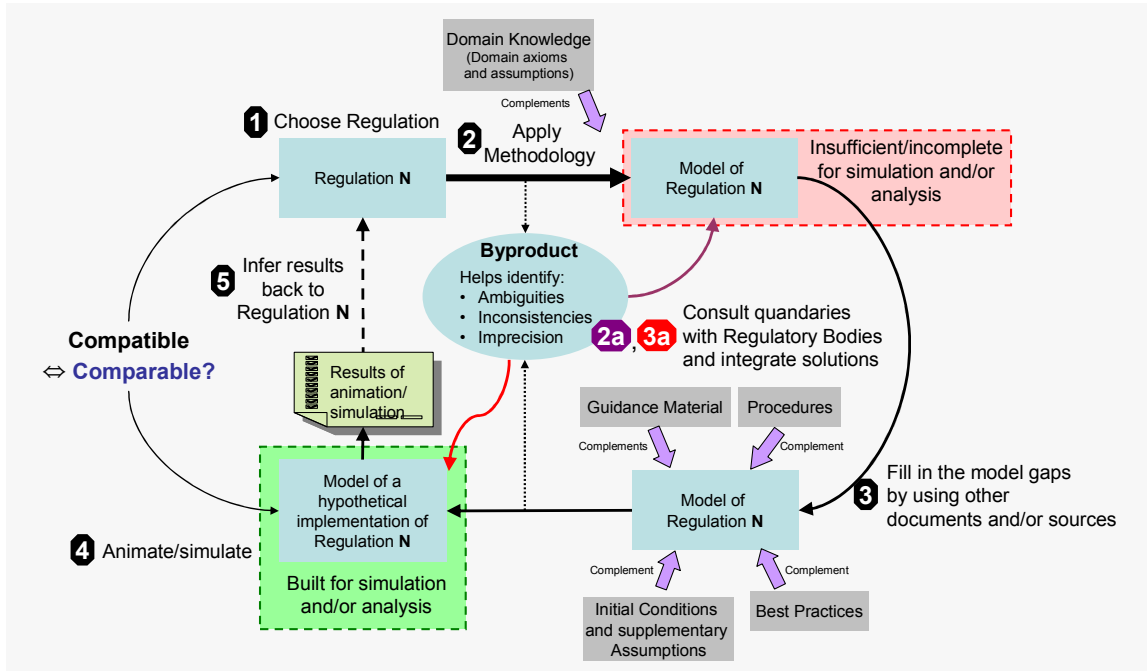 Domain Knowledge
(Domain axioms
and assumptions)
Complements
1 Choose Regulation
2 Apply
Methodology
Insufficient/incomplete
for simulation and/or
analysis
Regulation N
Model of
Regulation N
Byproduct
Helps identify:
• Ambiguities
• Inconsistencies
• Imprecision
5 Infer results
back to
Regulation N
2a, 3a Consult quandaries
with Regulatory Bodies
and integrate solutions
Compatible
⇔ Comparable?
Results of
animation/
simulation
Guidance Material
Procedures
Complements
Complement
Model of a
hypothetical
implementation of
Regulation N
Model of
Regulation N
3 Fill in the model gaps
by using other
documents and/or sources
4 Animate/simulate
Built for simulation
and/or analysis
Complement
Complement
Initial Conditions
and supplementary
Assumptions
Best Practices